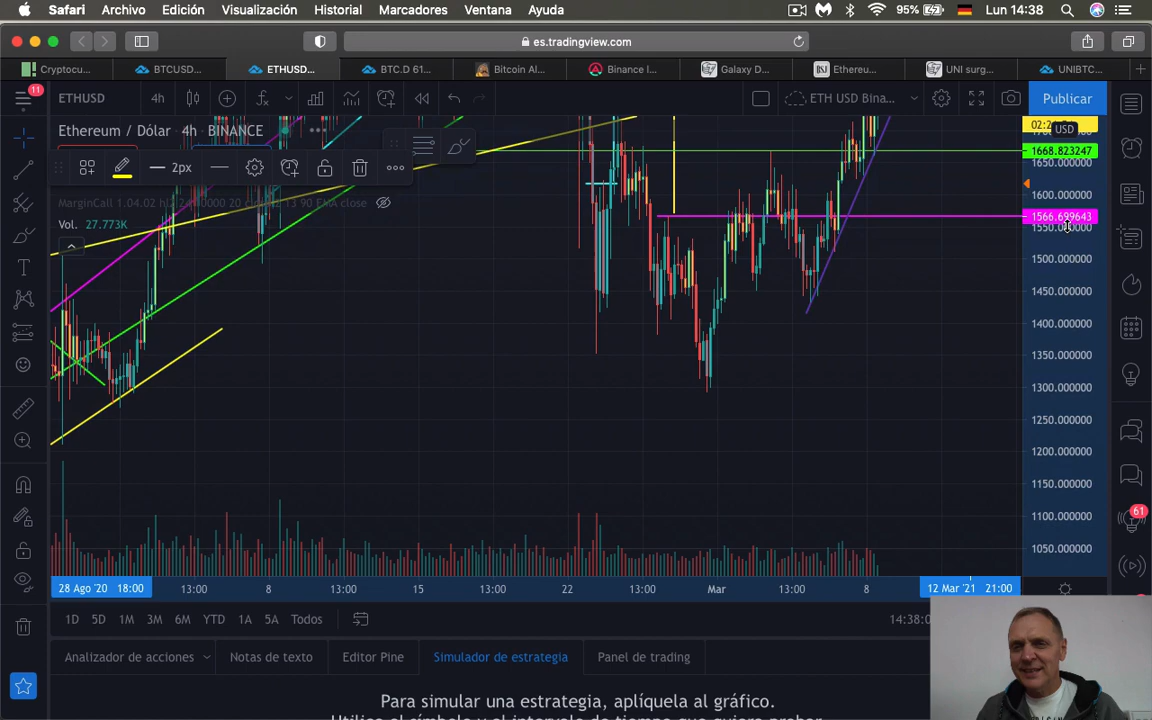 Safari Archivo Edición Visualización Historial Marcadores Ventana Ayuda 95% Lun 14:38
es.tradingview.com
Cryptocu... BTCUSD... ETHUSD... BTC.D 61... Bitcoin Al... Binance I... Galaxy D... Ethereu... UNI surg... UNIBTC...
11 ETHUSD 4h ETH USD Bina... Publicar
Ethereum / Dólar 4h BINANCE
USD
1668.823247
2px
1650.000000
1600.000000
MarginCall 1.04.02
Vol. 27.773K
1566.699643
1550.000000
1500.000000
1450.000000
1400.000000
1350.000000
1300.000000
1250.000000
1200.000000
1150.000000
1100.000000
61
1050.000000
28 Ago '20 18:00 13:00 8 13:00 15 13:00 22 13:00 Mar 13:00 8 12 Mar '21 21:00
1D 5D 1M 3M 6M YTD 1A 5A Todos
Analizador de acciones Notas de texto Editor Pine Simulador de estrategia Panel de trading
Para simular una estrategia, aplíquela al gráfico.